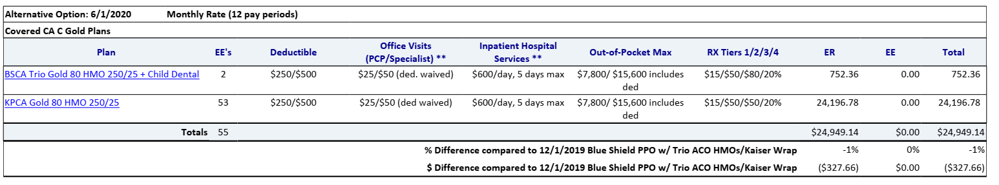 Alternative Option: 6/1/2020 Monthly Rate (12 pay periods)
Covered CA C Gold Plans
Plan EE's Deductible Office Visits (PCP/Specialist) ** Inpatient Hospital Services ** Out-of-Pocket Max RX Tiers 1/2/3/4 ER EE Total
BSCA Trio Gold 80 HMO 250/25 + Child Dental 2 $250/$500 $25/$50 (ded. waived) $600/day, 5 days max $7,800/ $15,600 includes ded $15/$50/$80/20% 752.36 0.00 752.36
KPCA Gold 80 HMO 250/25 53 $250/$500 $25/$50 (ded waived) $600/day, 5 days max $7,800/ $15,600 includes ded $15/$50/$50/20% 24,196.78 0.00 24,196.78
Totals 55 $24,949.14 $0.00 $24,949.14
% Difference compared to 12/1/2019 Blue Shield PPO w/ Trio ACO HMOs/Kaiser Wrap -1% 0% -1%
$ Difference compared to 12/1/2019 Blue Shield PPO w/ Trio ACO HMOs/Kaiser Wrap ($327.66) $0.00 ($327.66)